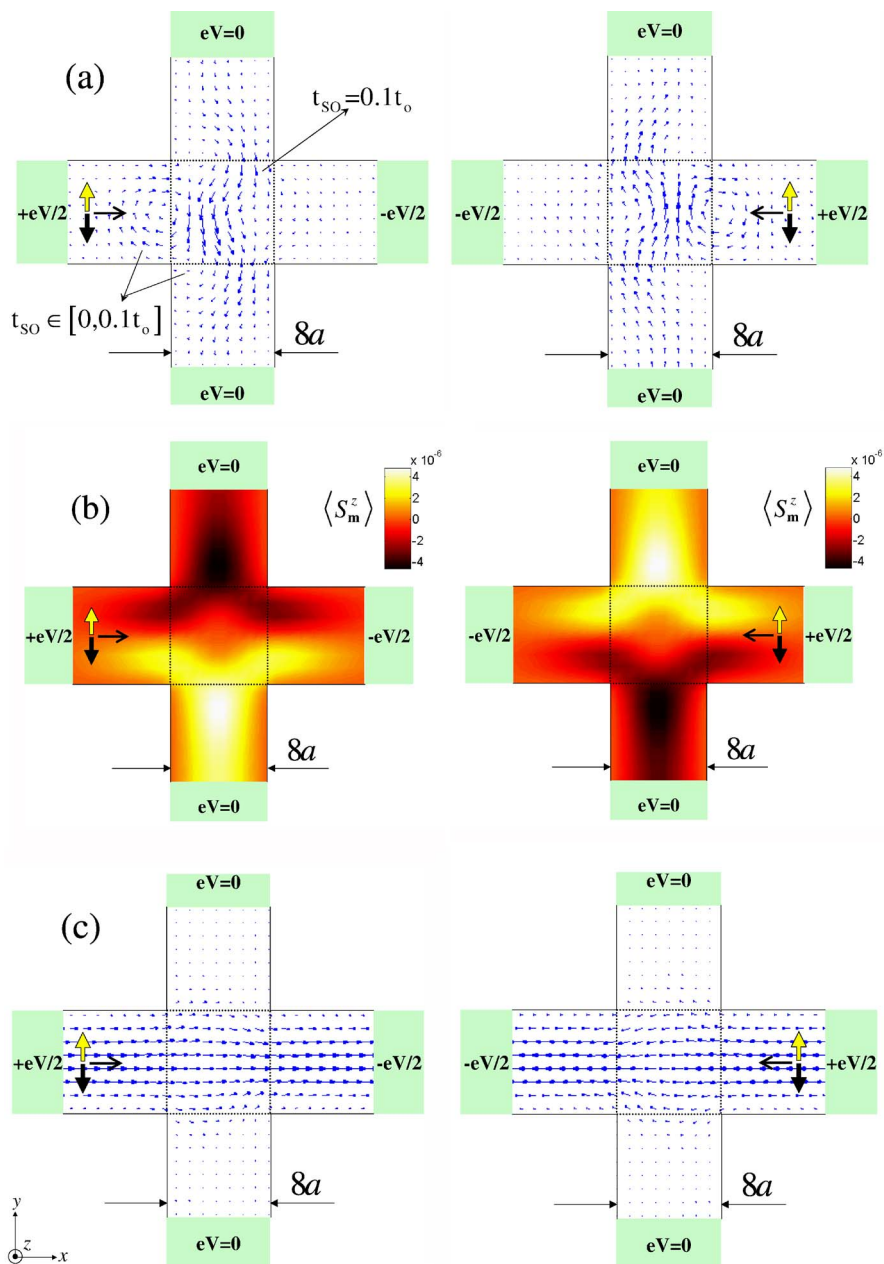 eV=0
eV=0
(a)
t_SO=0.1t_o
+eV/2
-eV/2
-eV/2
+eV/2
t_SO ∈ [0,0.1t_o]
8a
8a
eV=0
eV=0
eV=0
eV=0
x 10^-6
x 10^-6
(b)
⟨S_m^z⟩
4
2
0
-2
-4
⟨S_m^z⟩
4
2
0
-2
-4
+eV/2
-eV/2
-eV/2
+eV/2
8a
8a
eV=0
eV=0
eV=0
eV=0
(c)
+eV/2
-eV/2
-eV/2
+eV/2
8a
8a
y
z
x
eV=0
eV=0